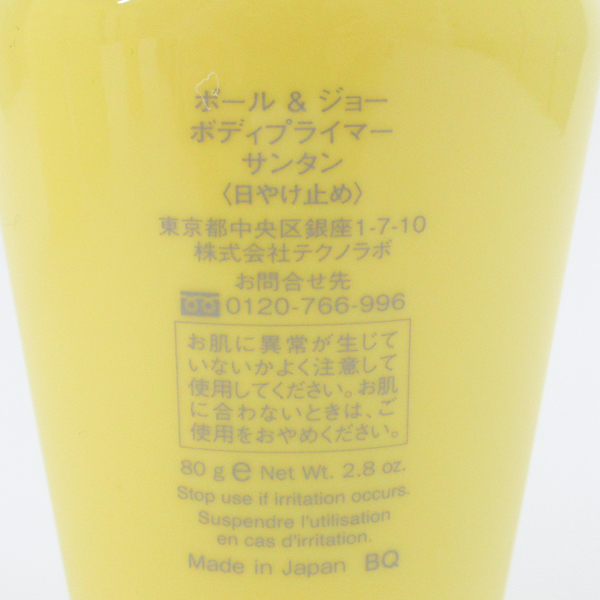 ポール & ジョー
ボディプライマー
サンタン
〈日やけ止め〉
東京都中央区銀座1-7-10
株式会社テクノラボ
お問合せ先
0120-766-996
お肌に異常が生じて
いないかよく注意して
使用してください。お肌
に合わないときは、ご
使用をおやめください。
80 g e Net Wt. 2.8 oz.
Stop use if irritation occurs.
Suspendre l'utilisation
en cas d'irritation.
Made in Japan BQ